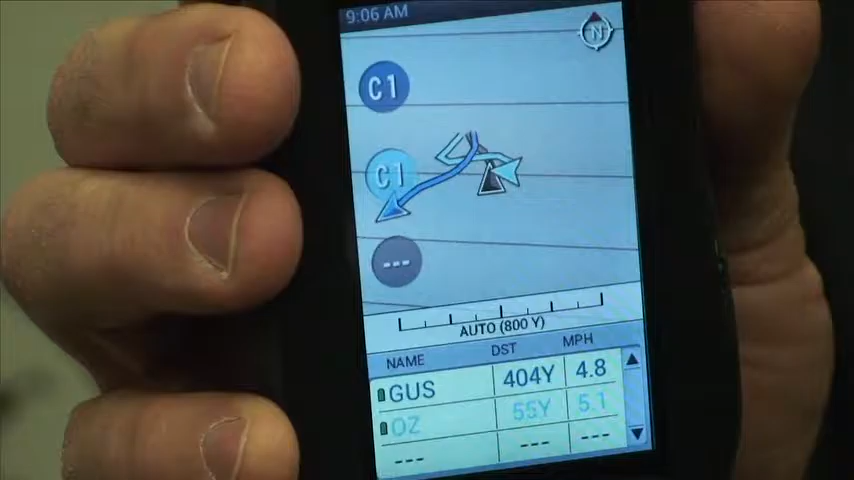 9:06 AM
N
C1
C1
---
AUTO (800 Y)
NAME DST MPH
GUS 404Y 4.8
OZ 55Y 5.1
--- --- ---